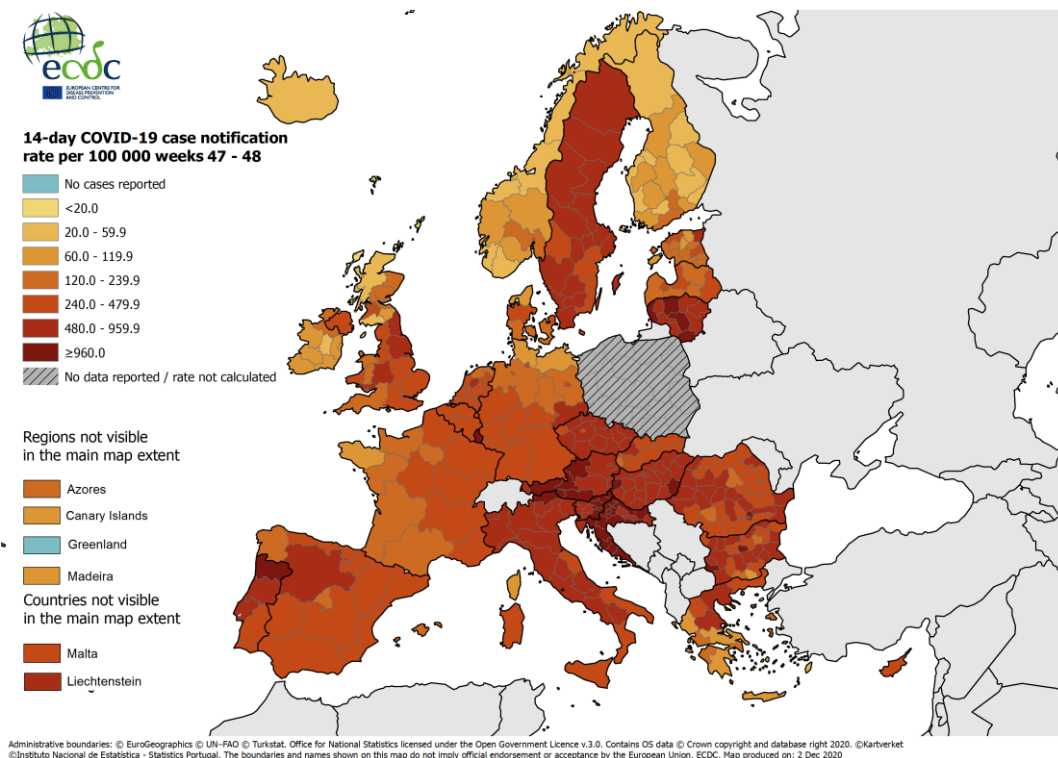 ecdc
EUROPEAN CENTRE FOR
DISEASE PREVENTION
AND CONTROL
14-day COVID-19 case notification
rate per 100 000 weeks 47 - 48
No cases reported
<20.0
20.0 - 59.9
60.0 - 119.9
120.0 - 239.9
240.0 - 479.9
480.0 - 959.9
≥960.0
No data reported / rate not calculated
Regions not visible
in the main map extent
Azores
Canary Islands
Greenland
Madeira
Countries not visible
in the main map extent
Malta
Liechtenstein
Administrative boundaries: © EuroGeographics © UN–FAO © Turkstat. Office for National Statistics licensed under the Open Government Licence v.3.0. Contains OS data © Crown copyright and database right 2020. ©Kartverket
©Instituto Nacional de Estatística - Statistics Portugal. The boundaries and names shown on this map do not imply official endorsement or acceptance by the European Union. ECDC. Map produced on: 2 Dec 2020